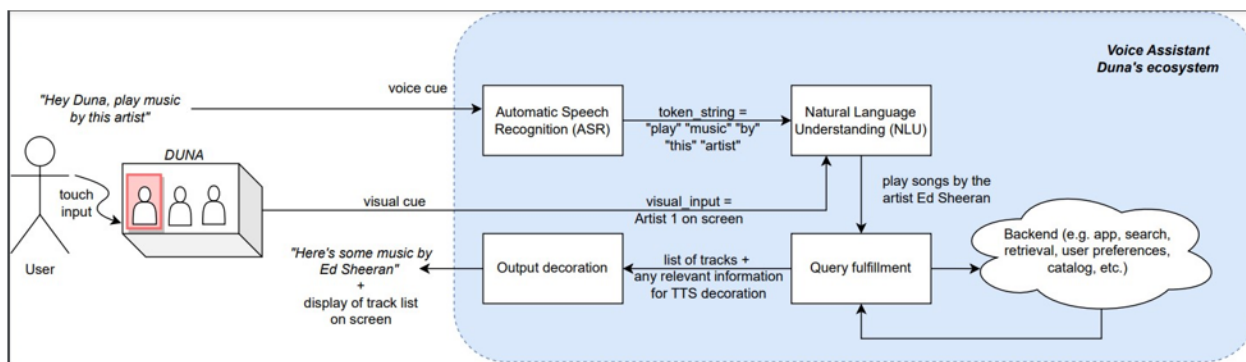 Voice Assistant
Duna's ecosystem
"Hey Duna, play music
by this artist"
voice cue
Automatic Speech
Recognition (ASR)
token_string =
"play" "music" "by"
"this" "artist"
Natural Language
Understanding (NLU)
DUNA
touch
input
User
visual cue
visual_input =
Artist 1 on screen
play songs by the
artist Ed Sheeran
"Here's some music by
Ed Sheeran"
+
display of track list
on screen
Output decoration
list of tracks +
any relevant information
for TTS decoration
Query fulfillment
Backend (e.g. app, search,
retrieval, user preferences,
catalog, etc.)